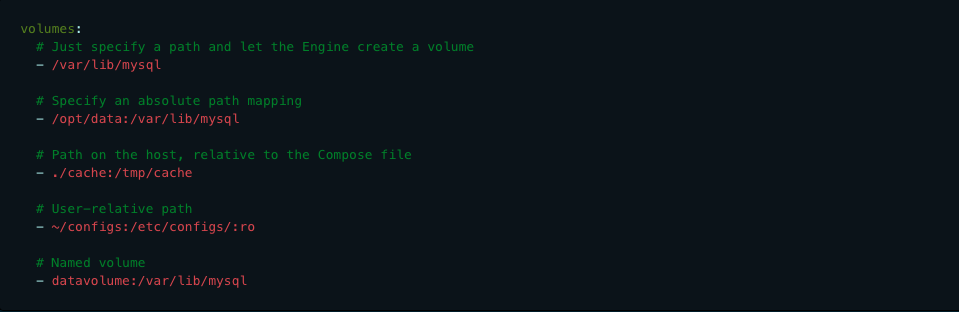 volumes:
  # Just specify a path and let the Engine create a volume
  - /var/lib/mysql

  # Specify an absolute path mapping
  - /opt/data:/var/lib/mysql

  # Path on the host, relative to the Compose file
  - ./cache:/tmp/cache

  # User-relative path
  - ~/configs:/etc/configs/:ro

  # Named volume
  - datavolume:/var/lib/mysql